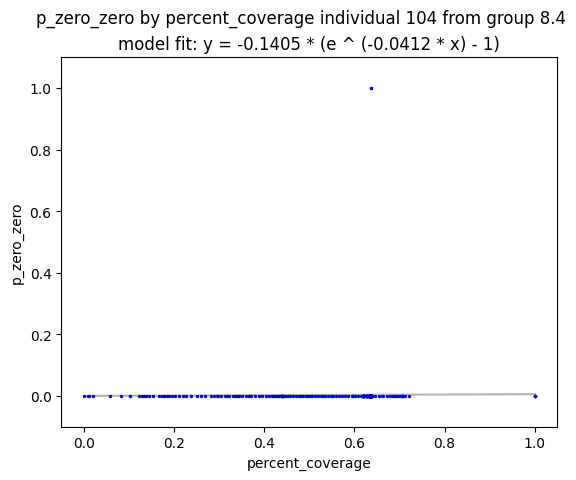 p_zero_zero by percent_coverage individual 104 from group 8.4
model fit: y = -0.1405 * (e ^ (-0.0412 * x) - 1)
1.0
0.8
0.6
0.4
0.2
0.0
p_zero_zero
0.0 0.2 0.4 0.6 0.8 1.0
percent_coverage